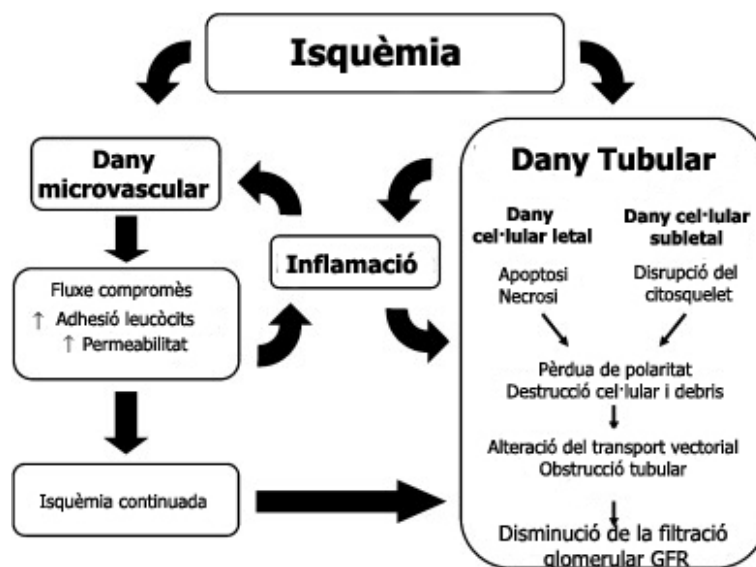 Isquèmia
Dany
microvascular
Fluxe compromès
↑ Adhesió leucòcits
↑ Permeabilitat
Isquèmia continuada
Inflamació
Dany Tubular
Dany
cel·lular letal
Apoptosi
Necrosi
Dany cel·lular
subletal
Disrupció del
citosquelet
Pèrdua de polaritat
Destrucció cel·lular i debris
Alteració del transport vectorial
Obstrucció tubular
Disminució de la filtració
glomerular GFR